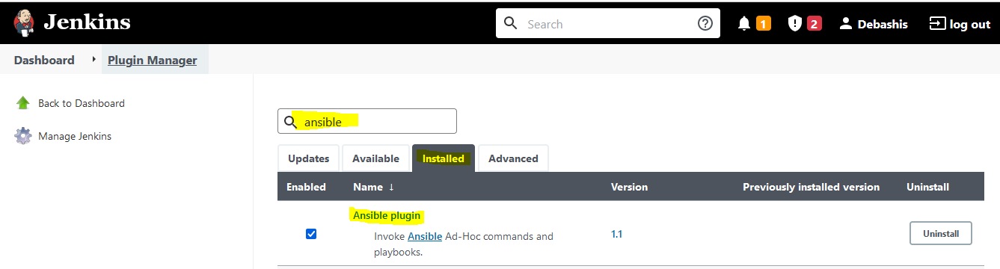 Jenkins Search 1 2 Debashis log out
Dashboard Plugin Manager
Back to Dashboard
Manage Jenkins
ansible
Updates Available Installed Advanced
Enabled Name ↓ Version Previously installed version Uninstall
Ansible plugin
Invoke Ansible Ad-Hoc commands and
playbooks.
1.1
Uninstall